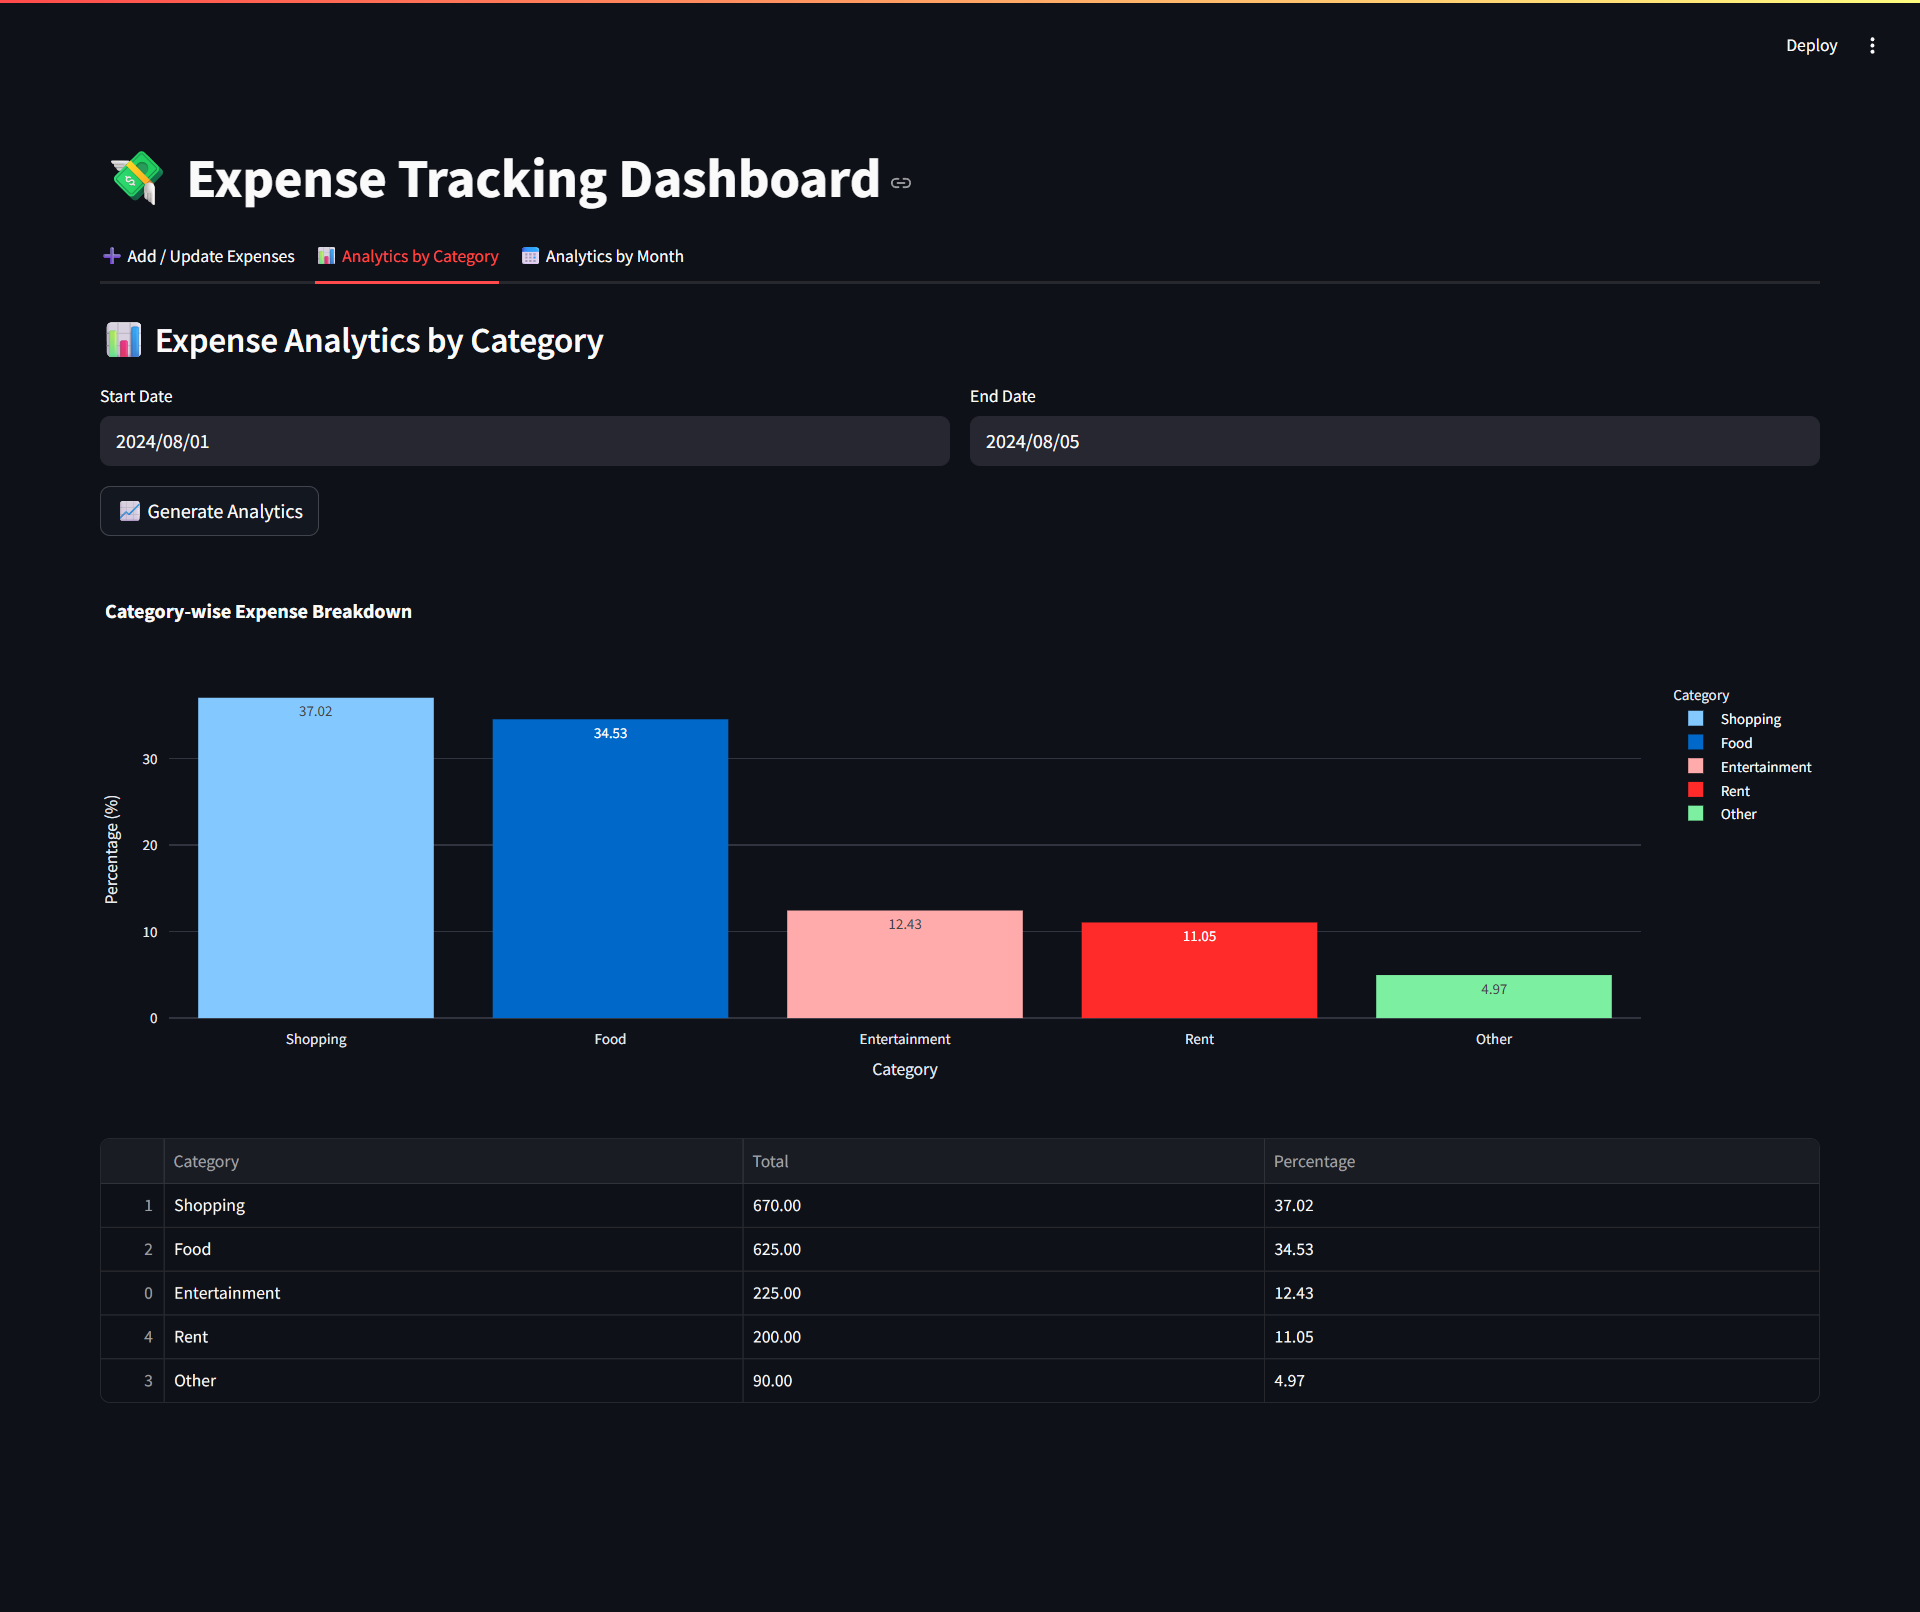 Deploy
Expense Tracking Dashboard
Add / Update Expenses Analytics by Category Analytics by Month
Expense Analytics by Category
Start Date End Date
2024/08/01 2024/08/05
Generate Analytics
Category-wise Expense Breakdown
Category
Shopping
Food
Entertainment
Rent
Other
37.02
34.53
12.43
11.05
4.97
30
20
10
0
Percentage (%)
Shopping Food Entertainment Rent Other
Category
Category Total Percentage
1 Shopping 670.00 37.02
2 Food 625.00 34.53
0 Entertainment 225.00 12.43
4 Rent 200.00 11.05
3 Other 90.00 4.97